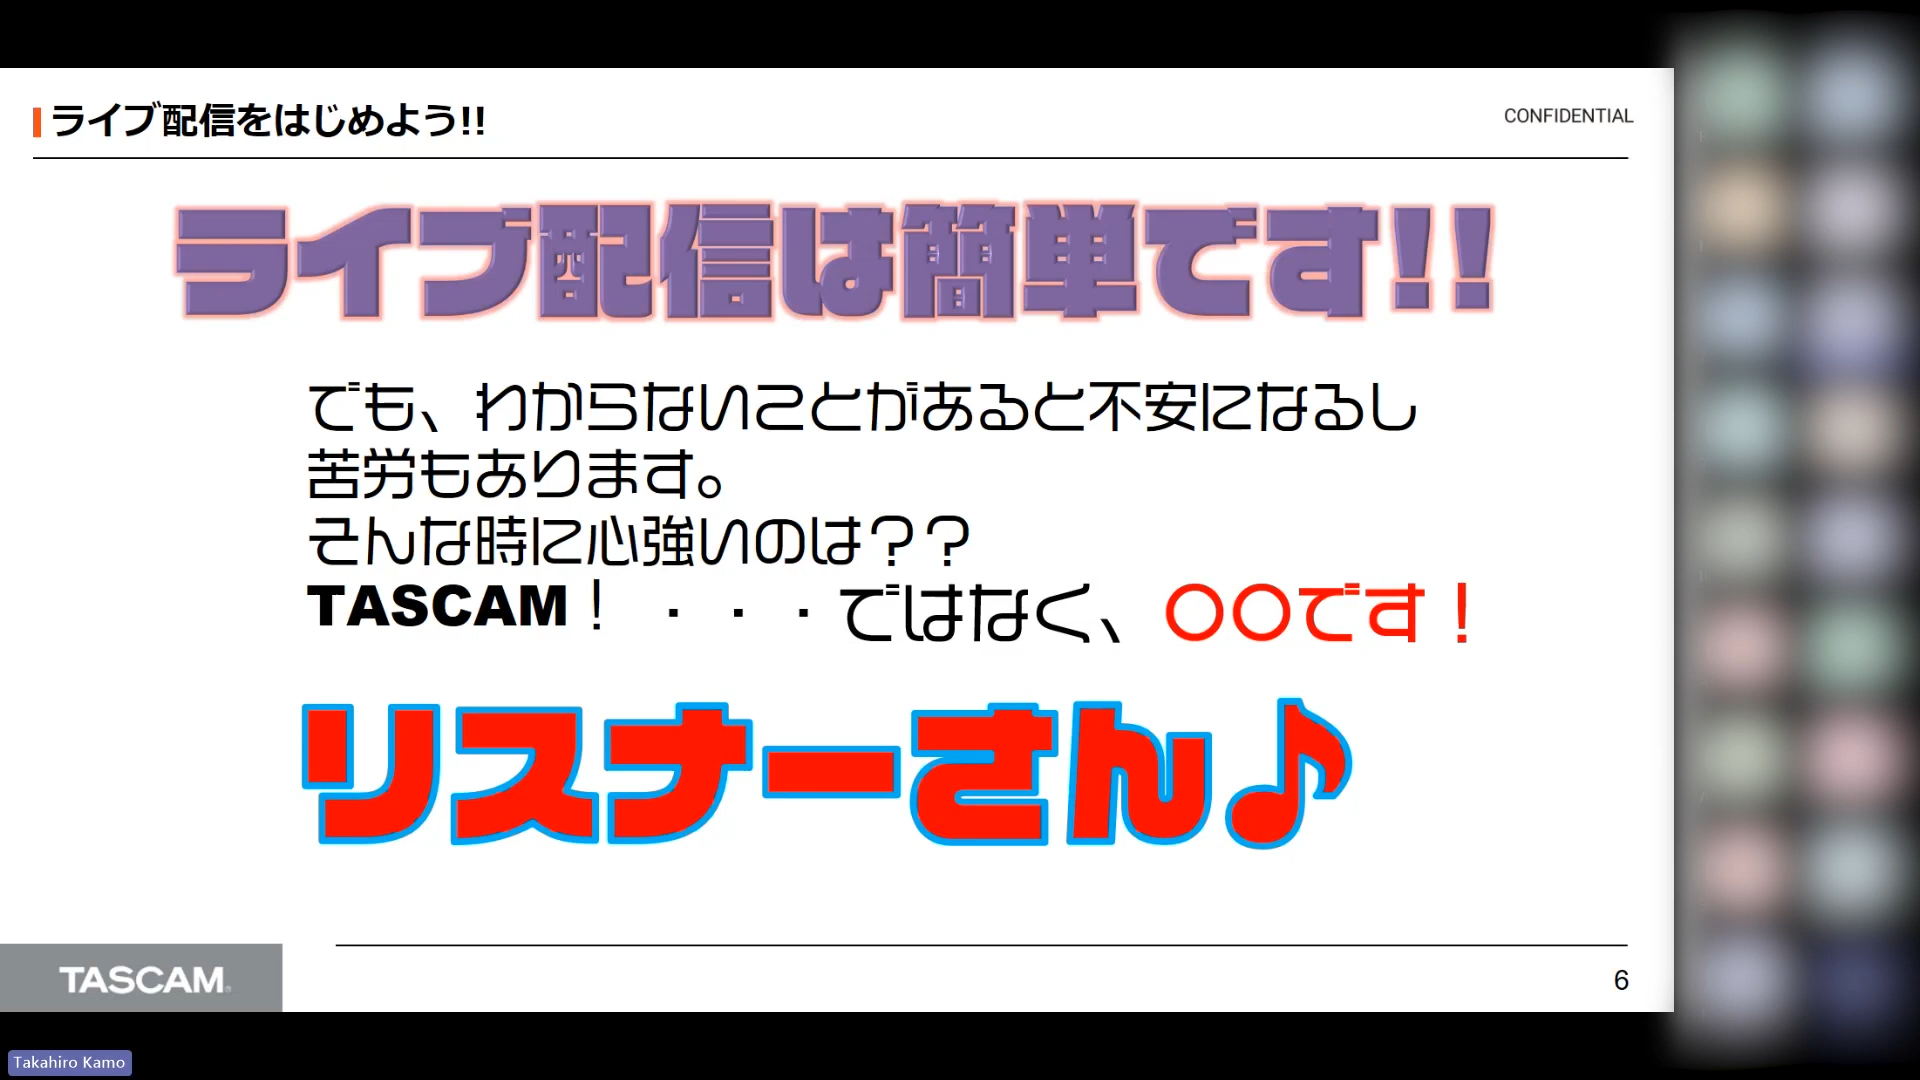 ライブ配信をはじめよう!!
CONFIDENTIAL
ライブ配信は簡単です!!
でも、わからないことがあると不安になるし
苦労もあります。
そんな時に心強いのは？？
TASCAM！・・・ではなく、〇〇です！
リスナーさん♪
TASCAM®
6
Takahiro Kamo